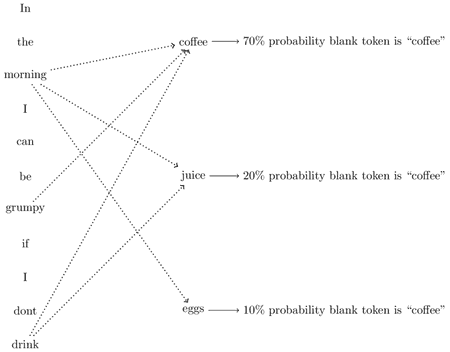 In
the
morning
I
can
be
grumpy
if
I
dont
drink
coffee
70% probability blank token is “coffee”
juice
20% probability blank token is “coffee”
eggs
10% probability blank token is “coffee”